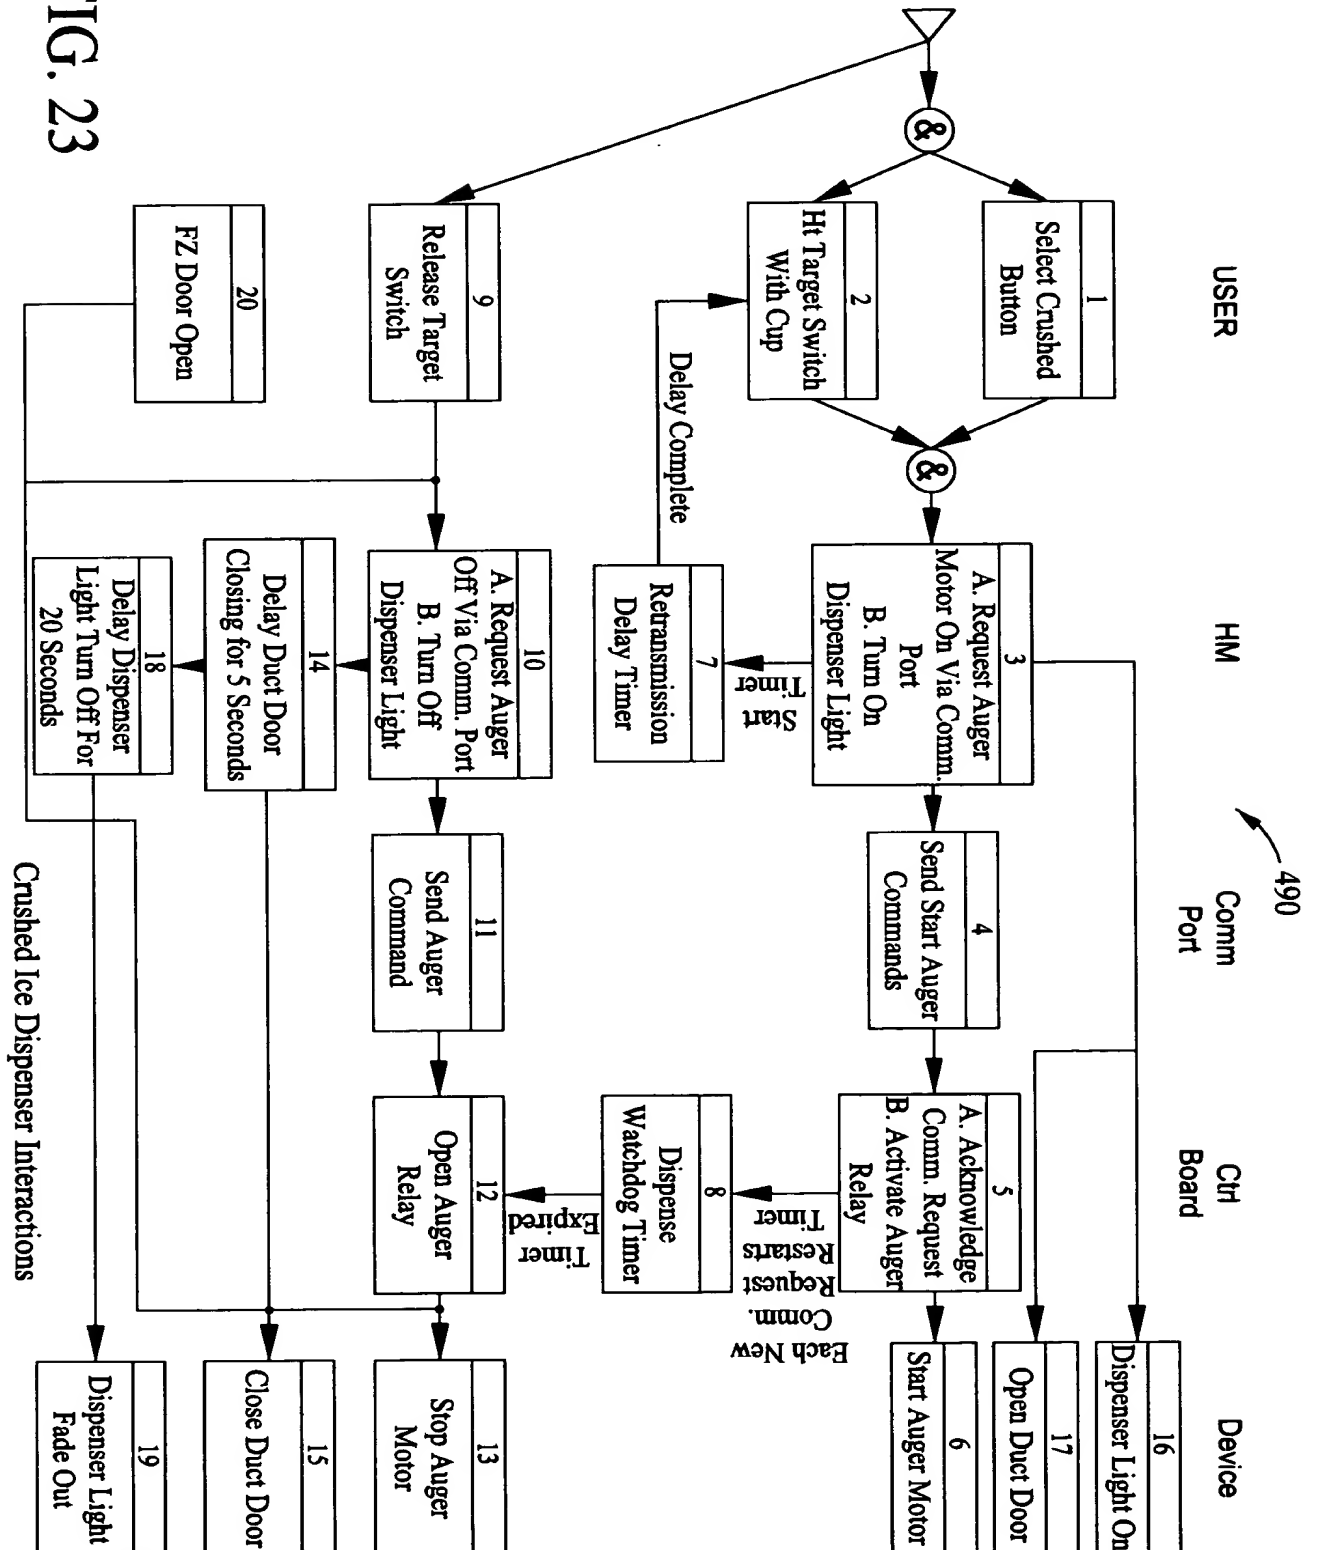 490
USER
HM
Comm
Port
Ctrl
Board
Device
&
1
Select Crushed
Button
2
Ht Target Switch
With Cup
&
3
A. Request Auger
Motor On Via Comm.
Port
B. Turn On
Dispenser Light
4
Send Start Auger
Commands
5
A. Acknowledge
Comm. Request
B. Activate Auger
Relay
16
Dispenser Light On
17
Open Duct Door
6
Start Auger Motor
Start
Timer
7
Retransmission
Delay Timer
Delay Complete
Each New
Comm.
Request
Restarts
Timer
8
Dispense
Watchdog Timer
Timer
Expired
9
Release Target
Switch
10
A. Request Auger
Off Via Comm. Port
B. Turn Off
Dispenser Light
11
Send Auger
Command
12
Open Auger
Relay
13
Stop Auger
Motor
14
Delay Duct Door
Closing for 5 Seconds
15
Close Duct Door
20
FZ Door Open
18
Delay Dispenser
Light Turn Off For
20 Seconds
19
Dispenser Light
Fade Out
Crushed Ice Dispenser Interactions
FIG. 23